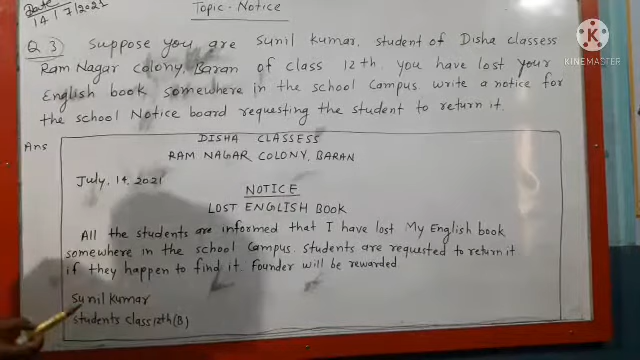 Date
14/7/2021
Topic - Notice
Q.3) Suppose you are Sunil Kumar, student of Disha classess
Ram Nagar colony, Baran of class 12th. you have lost your
English book somewhere in the school campus. write a notice for
the school Notice board requesting the student to return it.
Ans
DISHA CLASSESS
RAM NAGAR COLONY, BARAN
July, 14, 2021
NOTICE
LOST ENGLISH BOOK
All the students are informed that I have lost My English book
somewhere in the school Campus. Students are requested to return it
if they happen to find it. Founder will be rewarded.
Sunil Kumar
students class 12th (B)
KINEMASTER